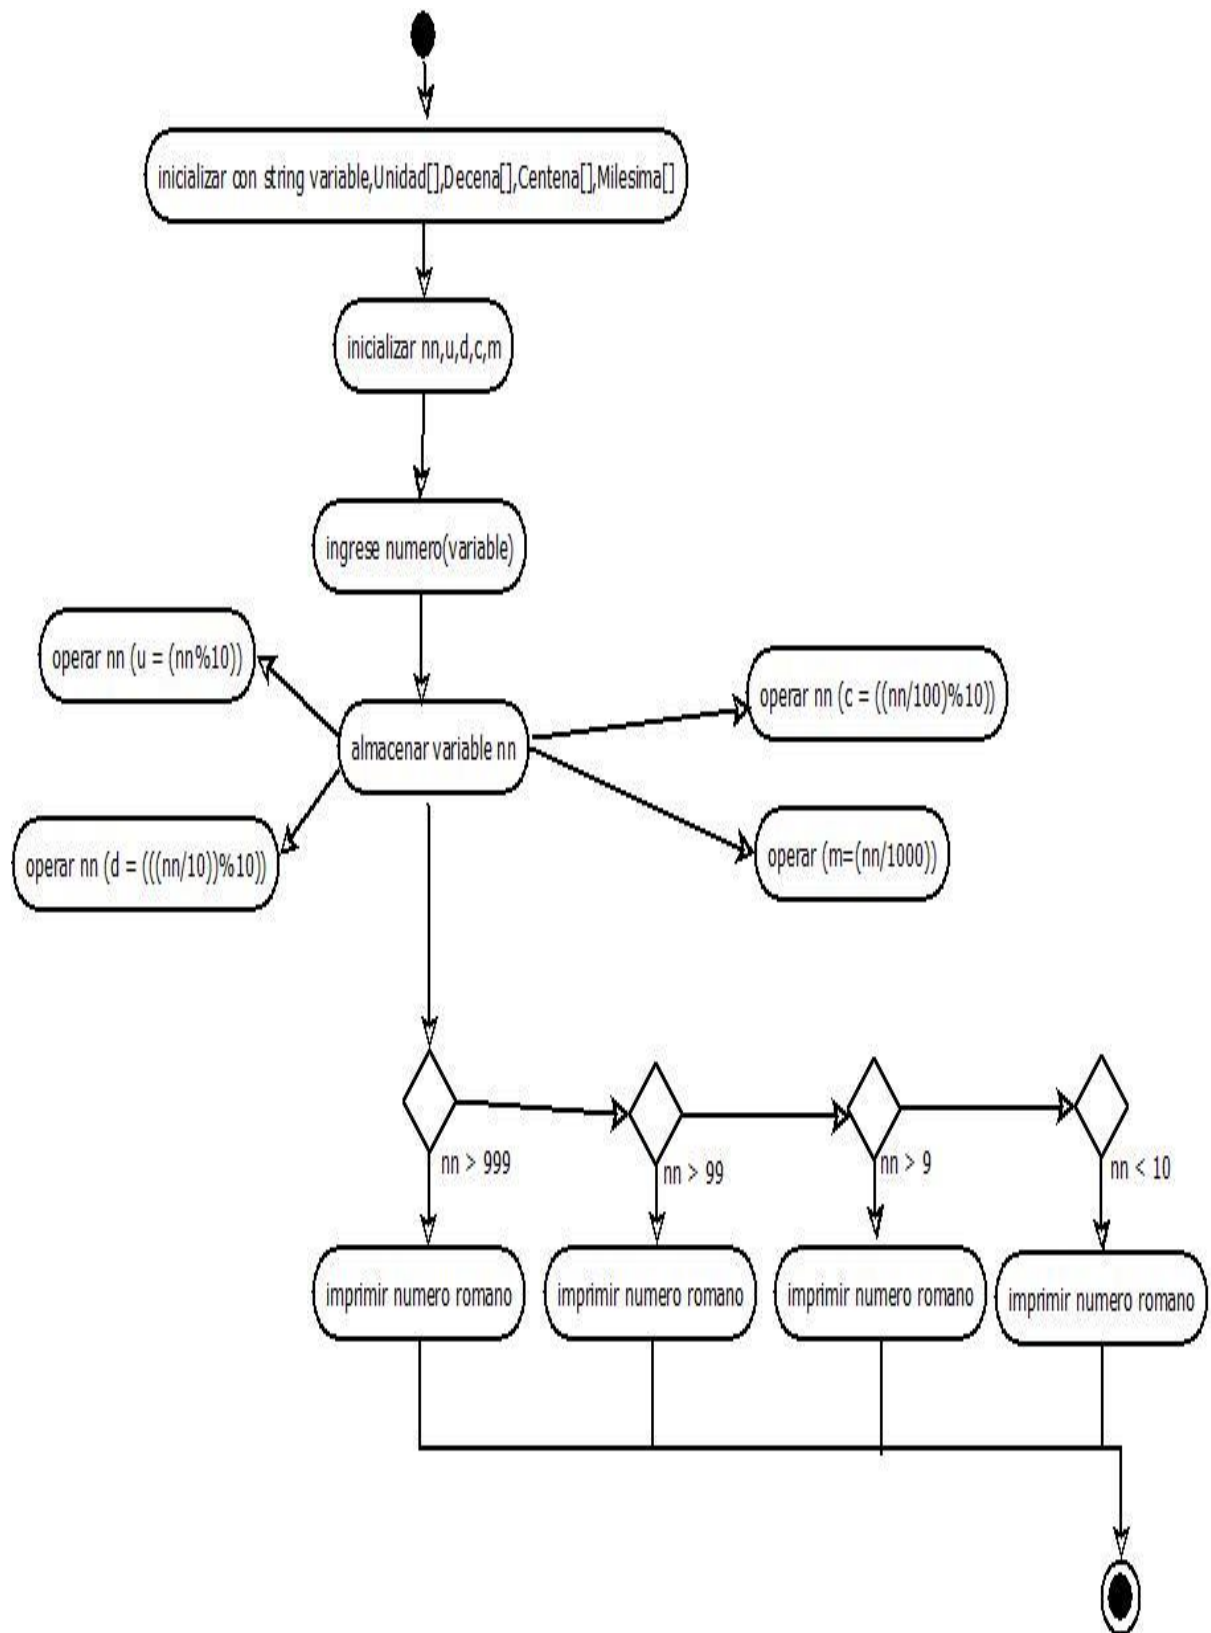 inicializar con string variable,Unidad[],Decena[],Centena[],Milesima[]
inicializar nn,u,d,c,m
ingrese numero(variable)
operar nn (u = (nn%10))
operar nn (c = ((nn/100)%10))
almacenar variable nn
operar nn (d = (((nn/10))%10))
operar (m=(nn/1000))
nn > 999
nn > 99
nn > 9
nn < 10
imprimir numero romano
imprimir numero romano
imprimir numero romano
imprimir numero romano